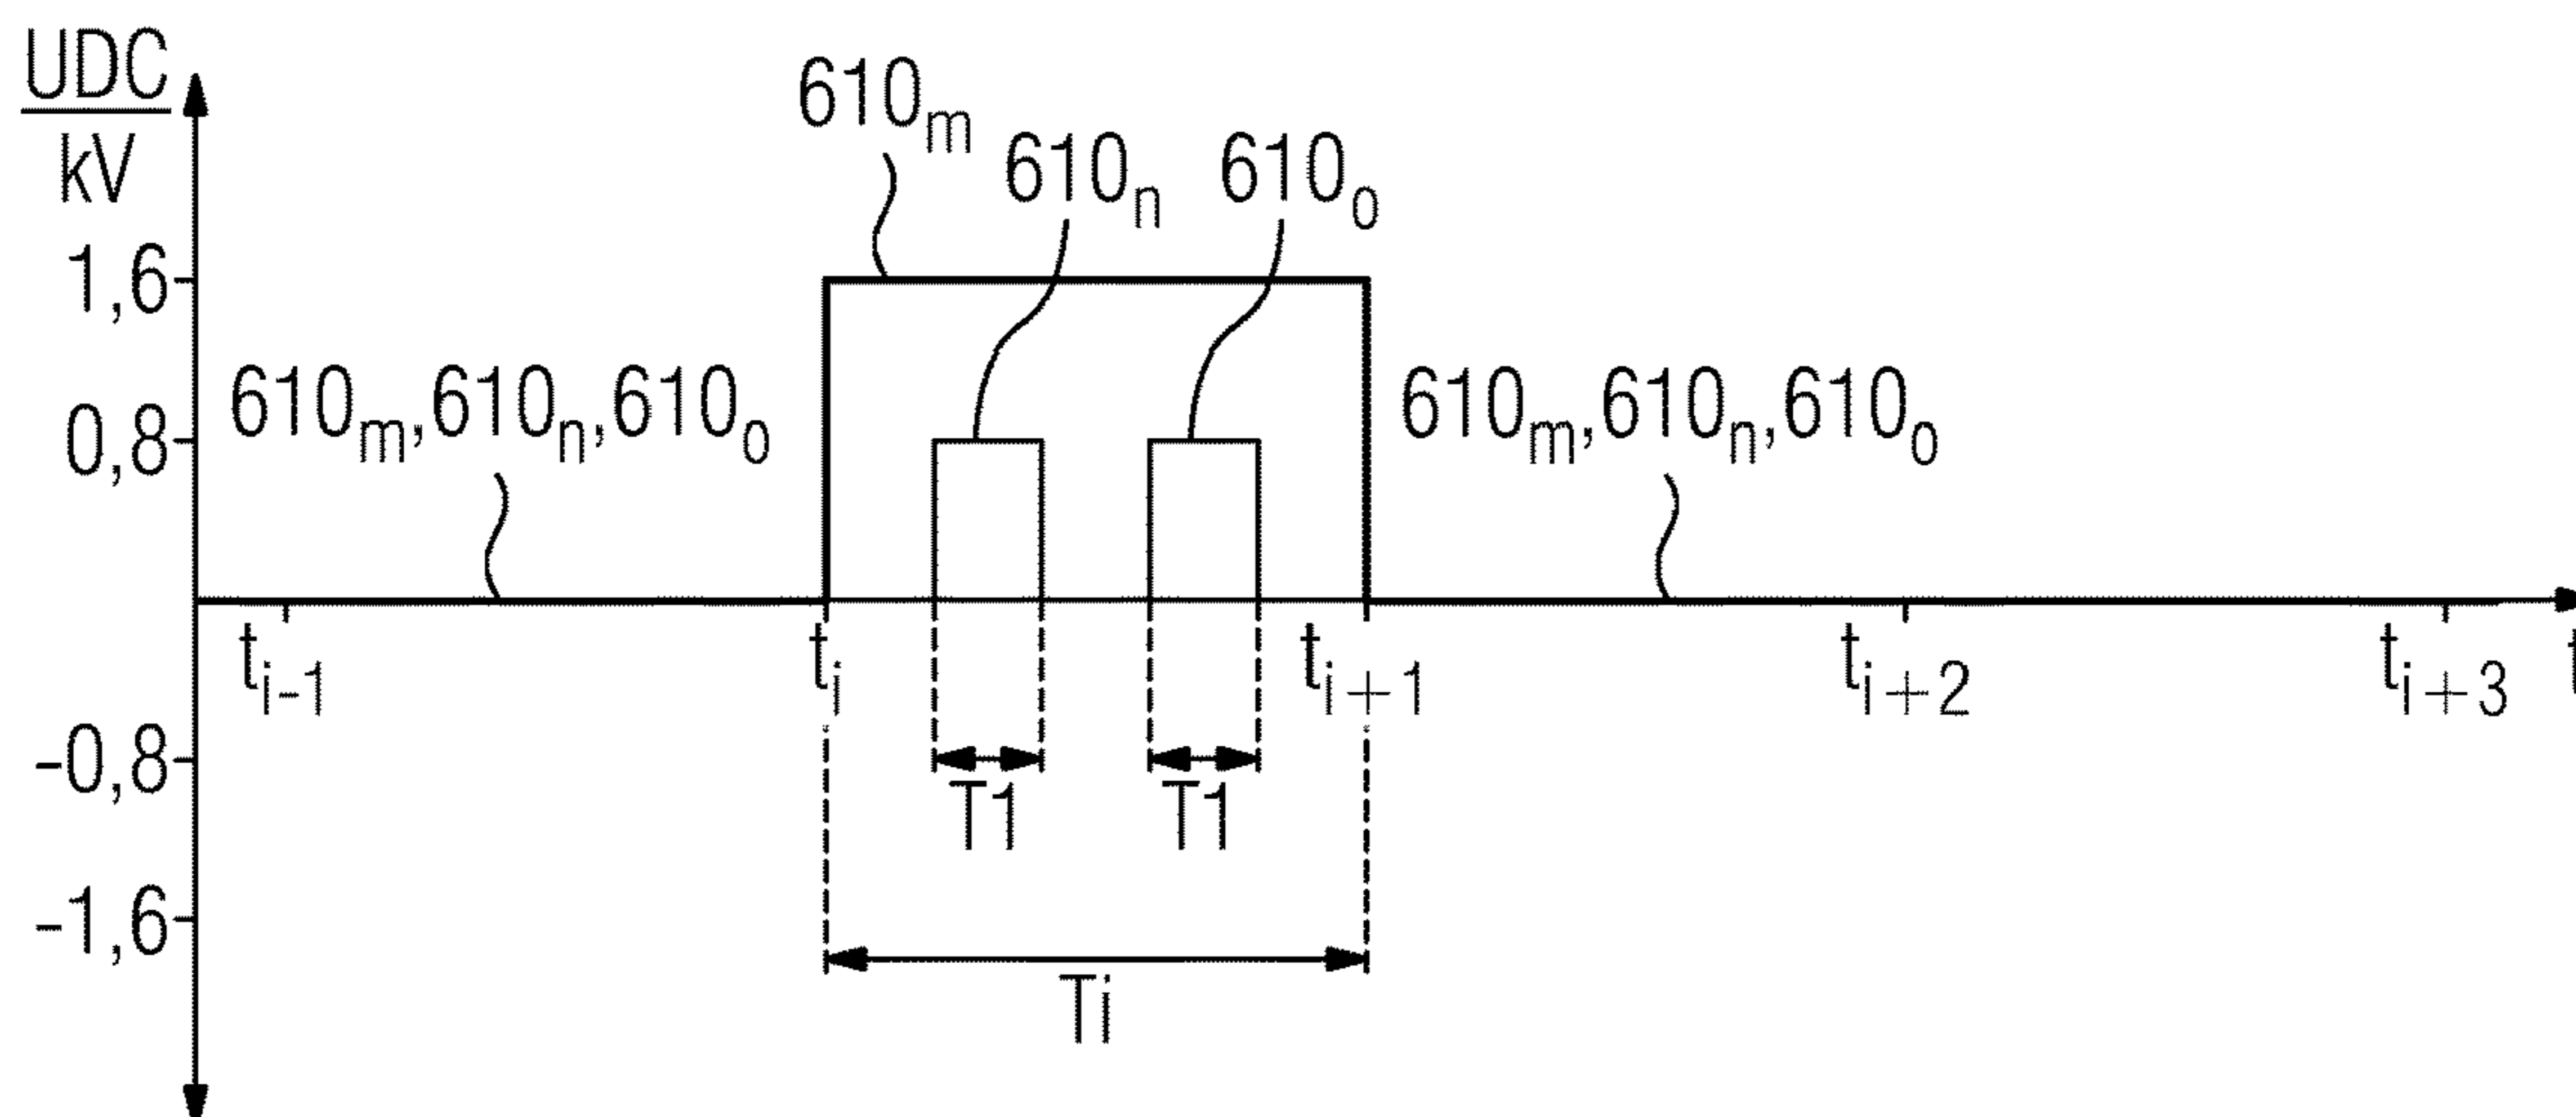 UDC
kV
610m
610n 610o
1,6
610m,610n,610o 610m,610n,610o
0,8
ti-1 ti ti+1 ti+2 ti+3 t
-0,8
T1 T1
-1,6
Ti